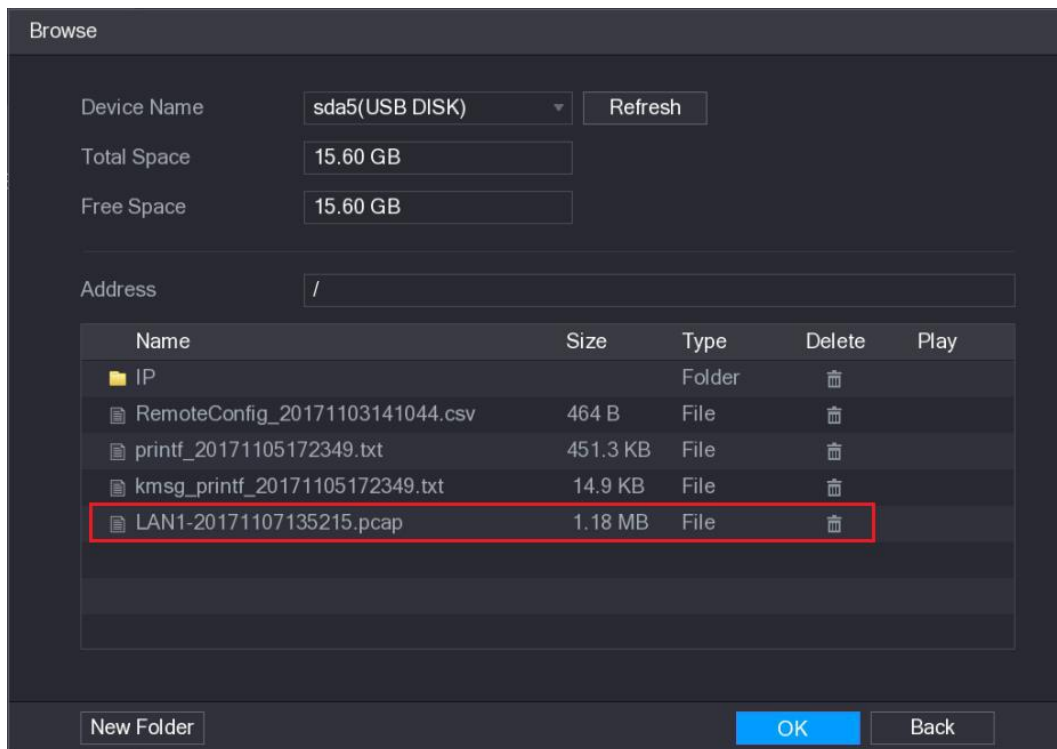 Browse
Device Name sda5(USB DISK) Refresh
Total Space 15.60 GB
Free Space 15.60 GB
Address /
Name Size Type Delete Play
IP Folder
RemoteConfig_20171103141044.csv 464 B File
printf_20171105172349.txt 451.3 KB File
kmsg_printf_20171105172349.txt 14.9 KB File
LAN1-20171107135215.pcap 1.18 MB File
New Folder OK Back